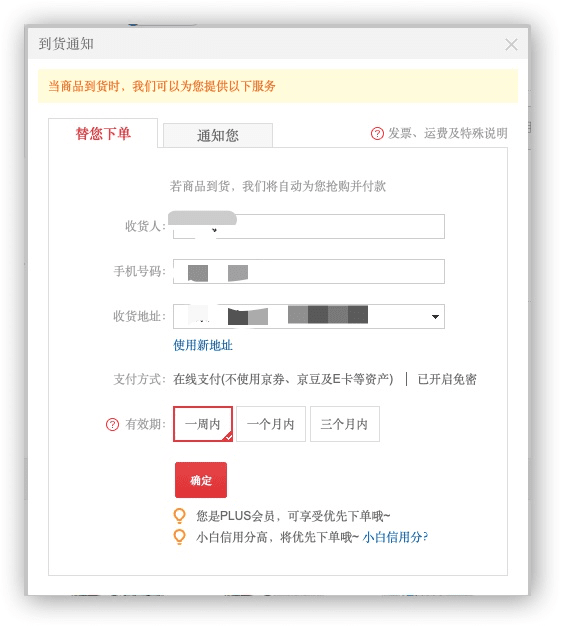 到货通知
当商品到货时，我们可以为您提供以下服务
替您下单 通知您 ? 发票、运费及特殊说明
若商品到货，我们将自动为您抢购并付款
收货人：
手机号码：
收货地址：
使用新地址
支付方式： 在线支付(不使用京券、京豆及E卡等资产) | 已开启免密
? 有效期： 一周内 一个月内 三个月内
确定
您是PLUS会员，可享受优先下单哦~
小白信用分高，将优先下单哦~ 小白信用分?